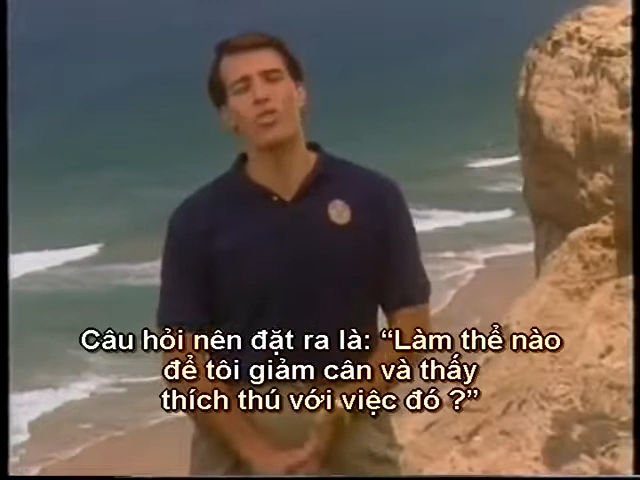 Câu hỏi nên đặt ra là: “Làm thể nào
để tôi giảm cân và thấy
thích thú với việc đó ?”